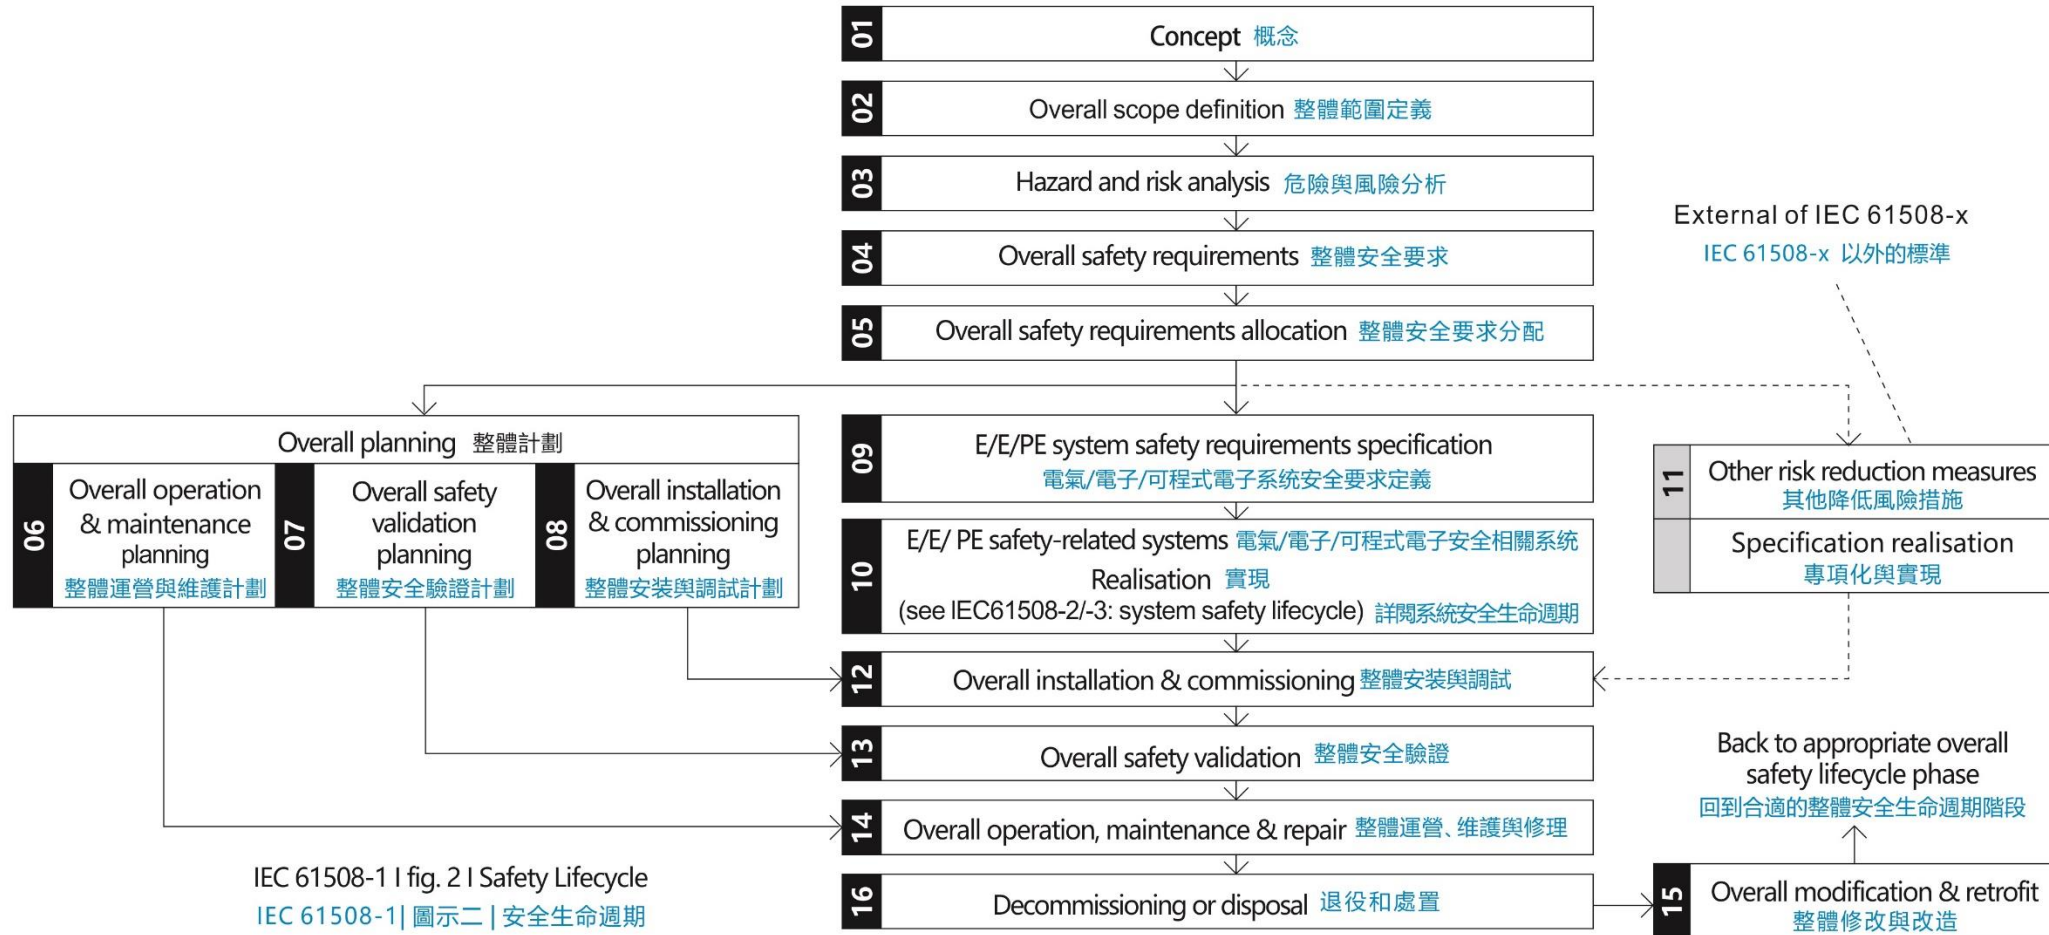 01
Concept 概念
02
Overall scope definition 整體範圍定義
03
Hazard and risk analysis 危險與風險分析
04
Overall safety requirements 整體安全要求
05
Overall safety requirements allocation 整體安全要求分配
External of IEC 61508-x
IEC 61508-x 以外的標準
Overall planning 整體計劃
06
Overall operation
& maintenance
planning
整體運營與維護計劃
07
Overall safety
validation
planning
整體安全驗證計劃
08
Overall installation
& commissioning
planning
整體安裝與調試計劃
09
E/E/PE system safety requirements specification
電氣/電子/可程式電子系统安全要求定義
10
E/E/ PE safety-related systems 電氣/電子/可程式電子安全相關系统
Realisation 實現
(see IEC61508-2/-3: system safety lifecycle) 詳閱系統安全生命週期
11
Other risk reduction measures
其他降低風險措施
Specification realisation
專項化與實現
12
Overall installation & commissioning 整體安裝與調試
13
Overall safety validation 整體安全驗證
14
Overall operation, maintenance & repair 整體運營、维護與修理
16
Decommissioning or disposal 退役和處置
Back to appropriate overall
safety lifecycle phase
回到合適的整體安全生命週期階段
15
Overall modification & retrofit
整體修改與改造
IEC 61508-1 I fig. 2 I Safety Lifecycle
IEC 61508-1| 圖示二 | 安全生命週期